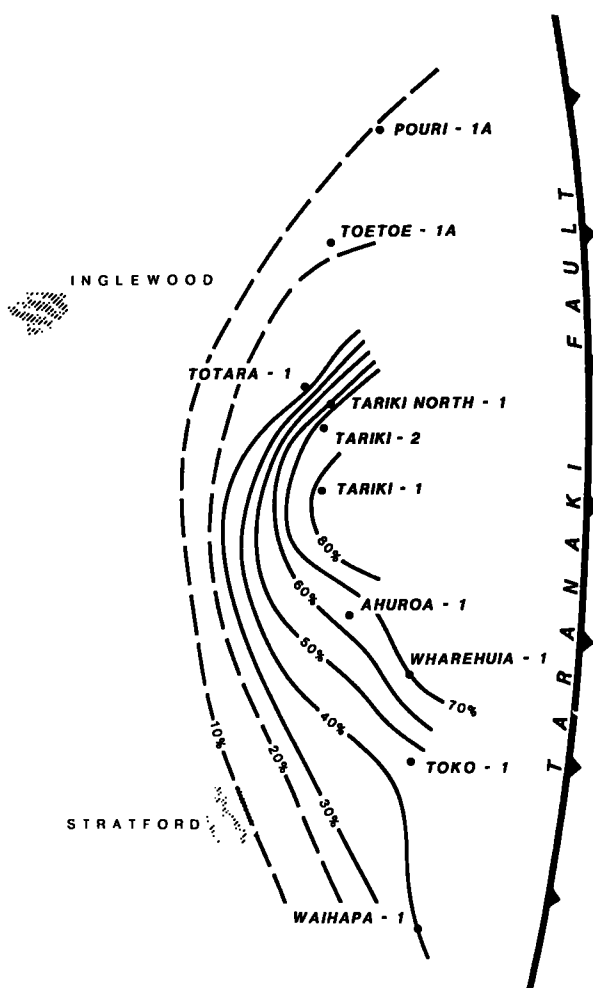 POURI - 1A
TOETOE - 1A
INGLEWOOD
TOTARA - 1
TARIKI NORTH - 1
TARIKI - 2
TARIKI - 1
80%
60%
AHUROA - 1
50%
WHAREHUIA - 1
70%
40%
10%
20%
TOKO - 1
30%
STRATFORD
WAIHAPA - 1
TARANAKI FAULT